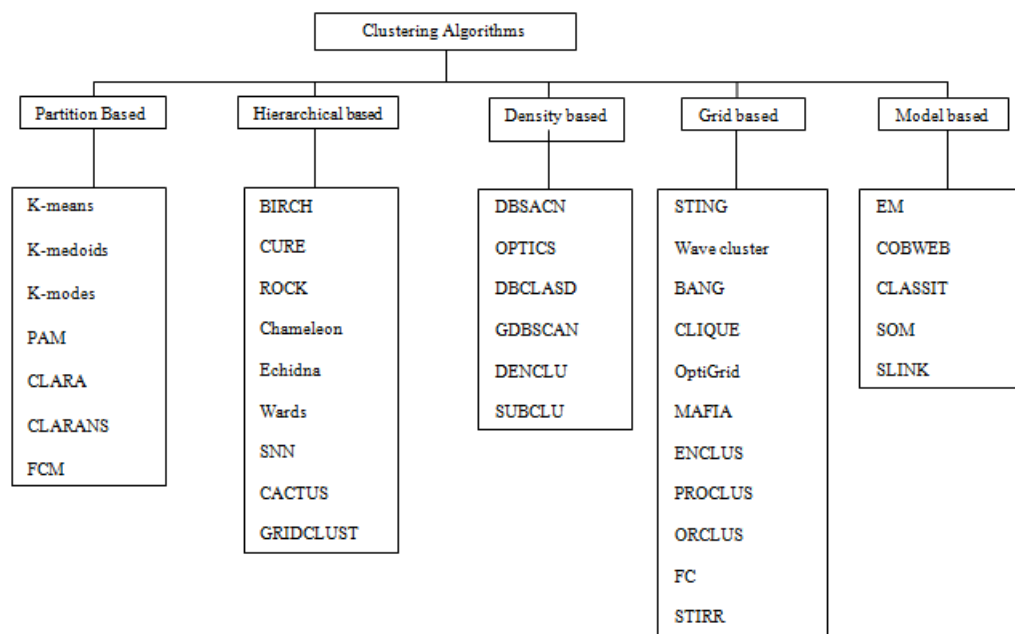 Clustering Algorithms
Partition Based
Hierarchical based
Density based
Grid based
Model based
K-means
K-medoids
K-modes
PAM
CLARA
CLARANS
FCM
BIRCH
CURE
ROCK
Chameleon
Echidna
Wards
SNN
CACTUS
GRIDCLUST
DBSACN
OPTICS
DBCLASD
GDBSCAN
DENCLU
SUBCLU
STING
Wave cluster
BANG
CLIQUE
OptiGrid
MAFIA
ENCLUS
PROCLUS
ORCLUS
FC
STIRR
EM
COBWEB
CLASSIT
SOM
SLINK